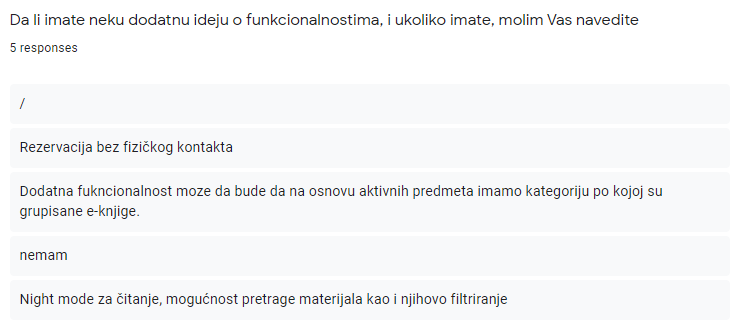 Da li imate neku dodatnu ideju o funkcionalnostima, i ukoliko imate, molim Vas navedite
5 responses
/
Rezervacija bez fizičkog kontakta
Dodatna fukncionalnost moze da bude da na osnovu aktivnih predmeta imamo kategoriju po kojoj su
grupisane e-knjige.
nemam
Night mode za čitanje, mogućnost pretrage materijala kao i njihovo filtriranje